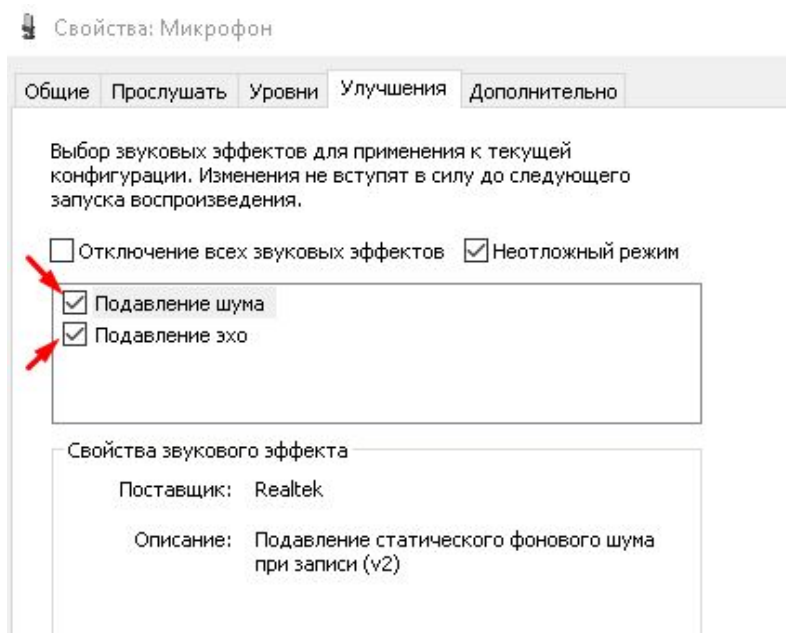 Свойства: Микрофон
Общие Прослушать Уровни Улучшения Дополнительно
Выбор звуковых эффектов для применения к текущей
конфигурации. Изменения не вступят в силу до следующего
запуска воспроизведения.
Отключение всех звуковых эффектов Неотложный режим
Подавление шума
Подавление эхо
Свойства звукового эффекта
Поставщик: Realtek
Описание: Подавление статического фонового шума
при записи (v2)